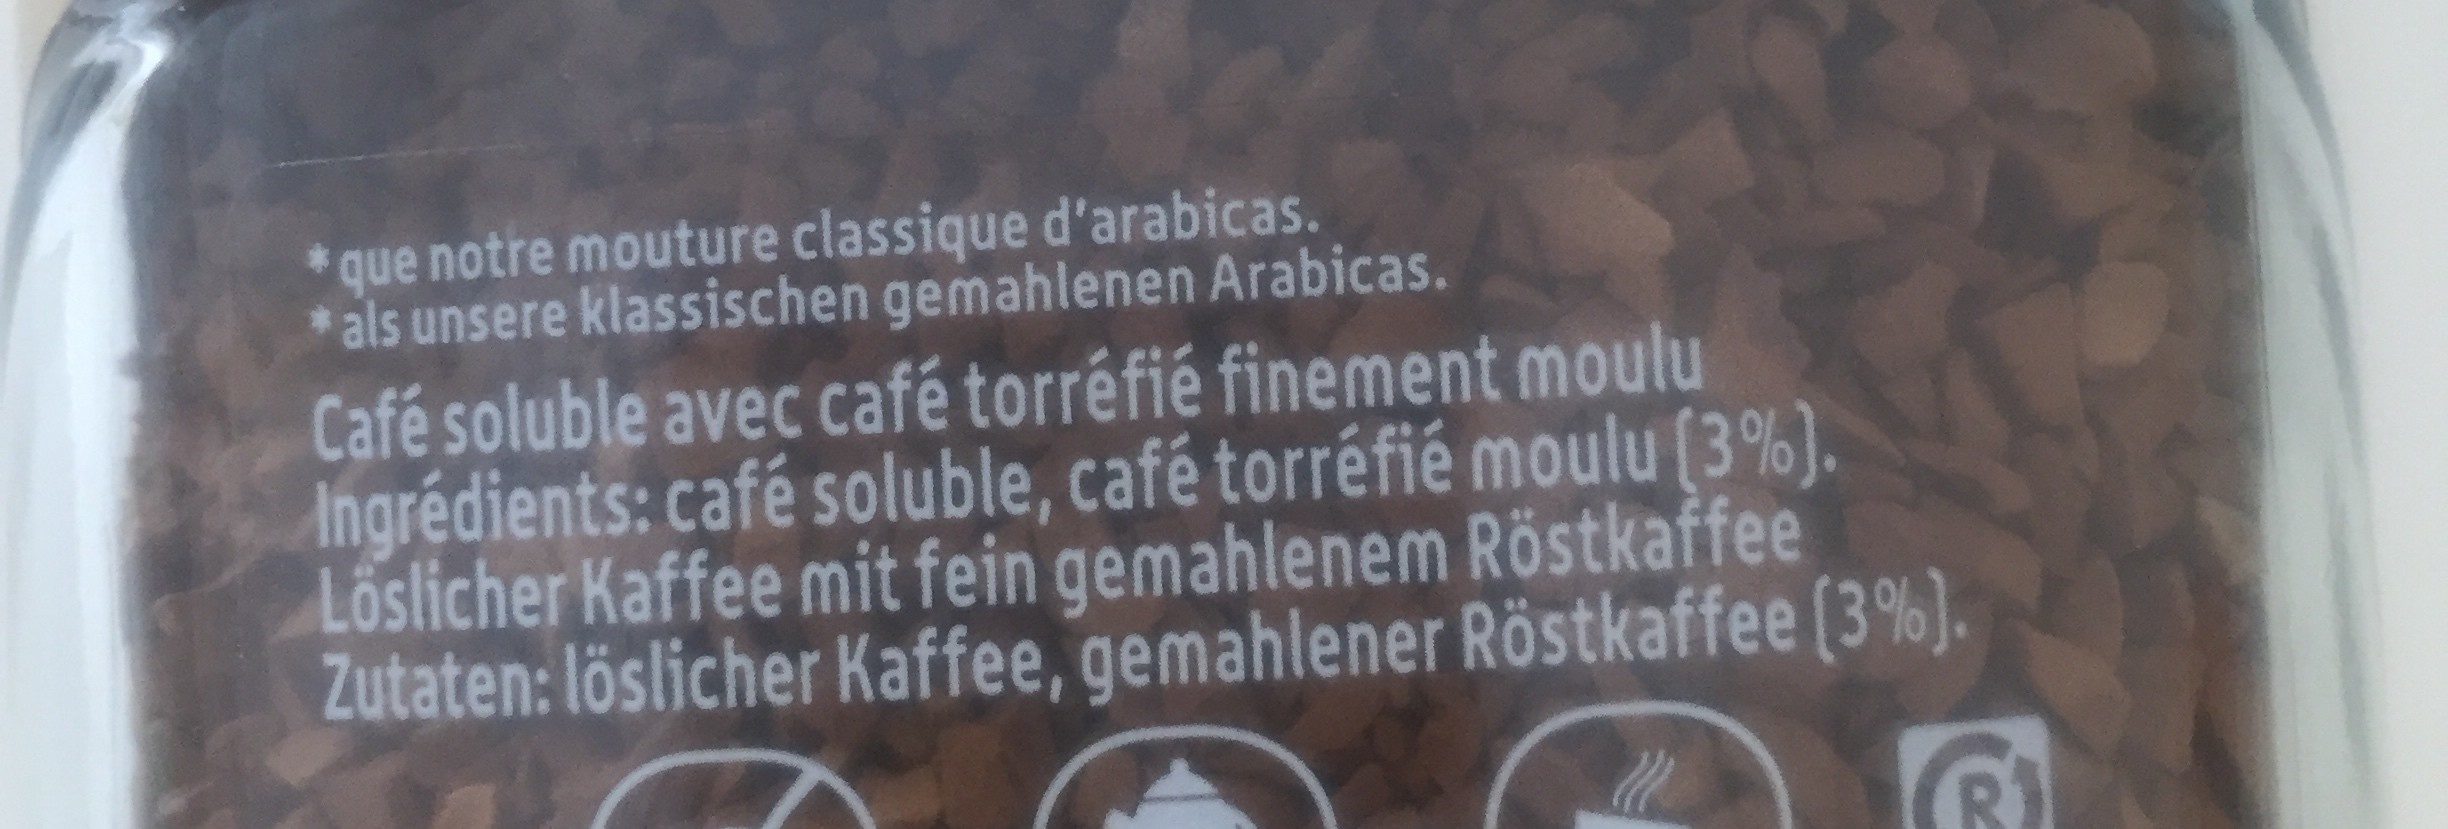 *que notre mouture classique d'arabicas.
*als unsere klassischen gemahlenen Arabicas.
Café soluble avec café torréfié finement moulu
Ingrédients: café soluble, café torréfié moulu (3%).
Löslicher Kaffee mit fein gemahlenem Röstkaffee
Zutaten: löslicher Kaffee, gemahlener Röstkaffee (3%).
R